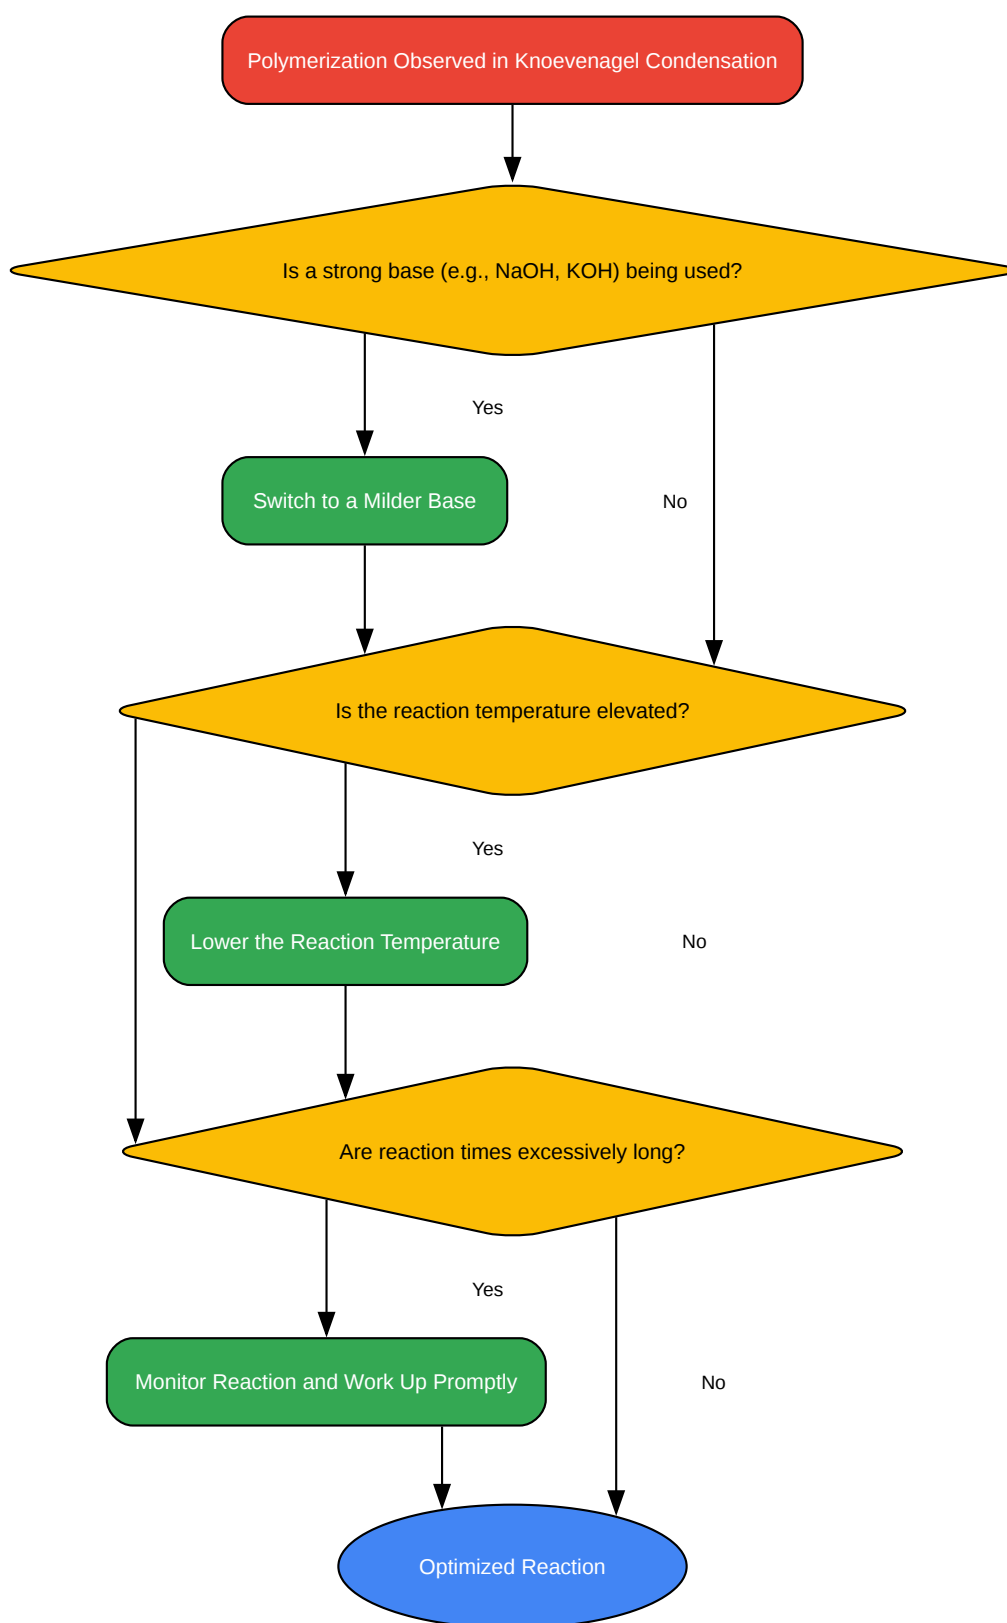 Polymerization Observed in Knoevenagel Condensation
Is a strong base (e.g., NaOH, KOH) being used?
Yes
Switch to a Milder Base
No
Is the reaction temperature elevated?
Yes
Lower the Reaction Temperature
No
Are reaction times excessively long?
Yes
Monitor Reaction and Work Up Promptly
No
Optimized Reaction